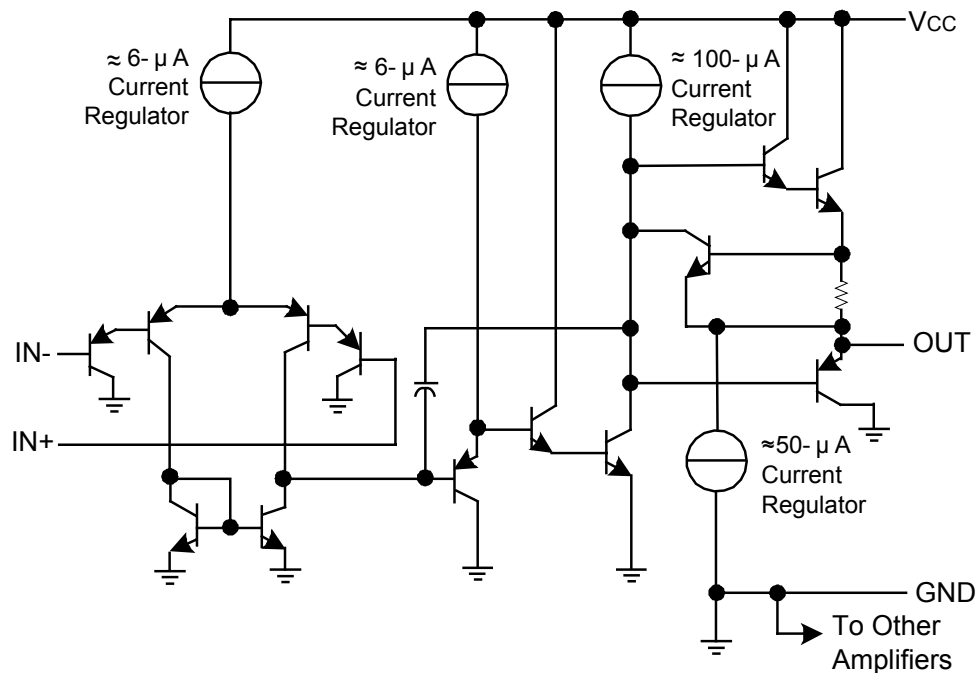 VCC
≈ 6- µ A
Current
Regulator
≈ 6- µ A
Current
Regulator
≈ 100- µ A
Current
Regulator
IN-
OUT
IN+
≈50- µ A
Current
Regulator
GND
To Other
Amplifiers